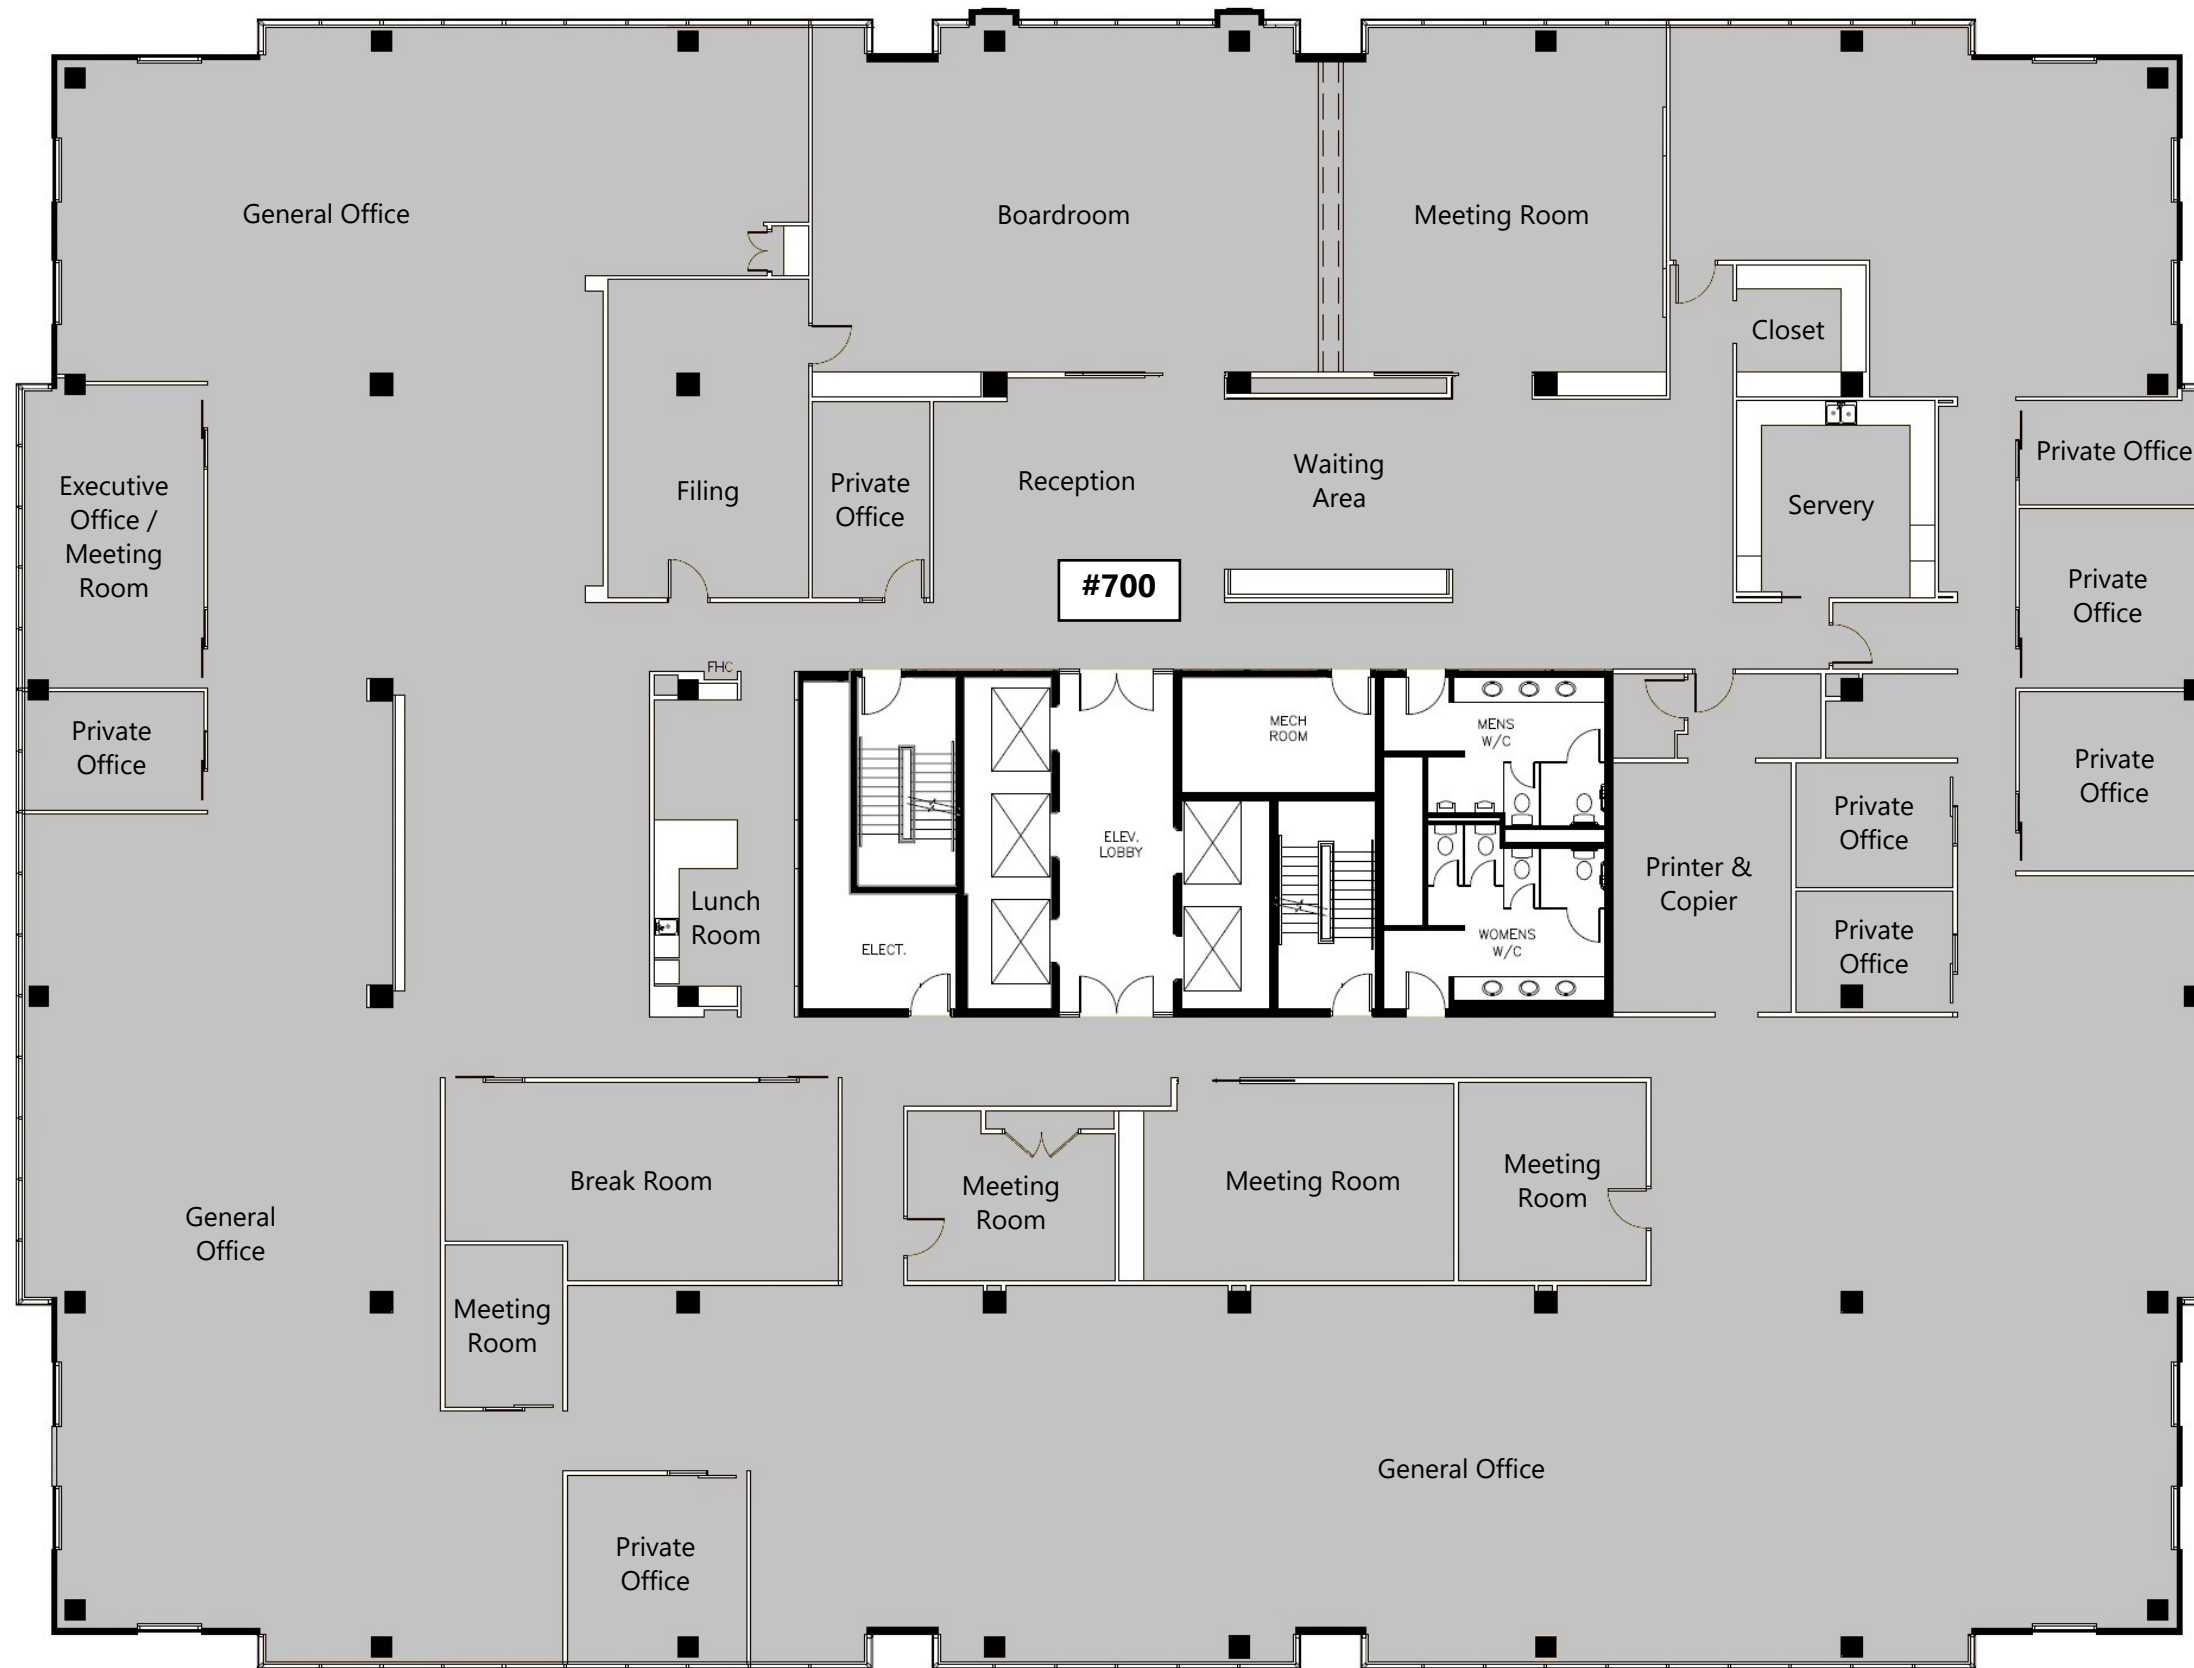 General Office
Boardroom
Meeting Room
Closet
Executive
Office /
Meeting
Room
Filing
Private
Office
Reception
Waiting
Area
Servery
Private Office
#700
Private
Office
FHC
Private
Office
MECH
ROOM
MENS
W/C
Private
Office
Private
Office
ELEV.
LOBBY
Printer &
Copier
Lunch
Room
ELECT.
WOMENS
W/C
Private
Office
General
Office
Break Room
Meeting
Room
Meeting Room
Meeting
Room
Meeting
Room
General Office
Private
Office